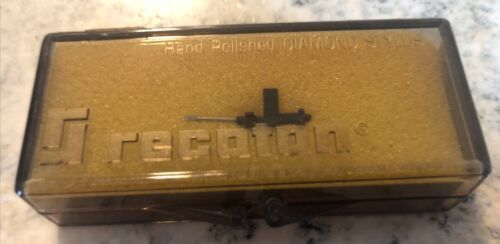 Hand Polished DIAMOND STYLUS
recoton®